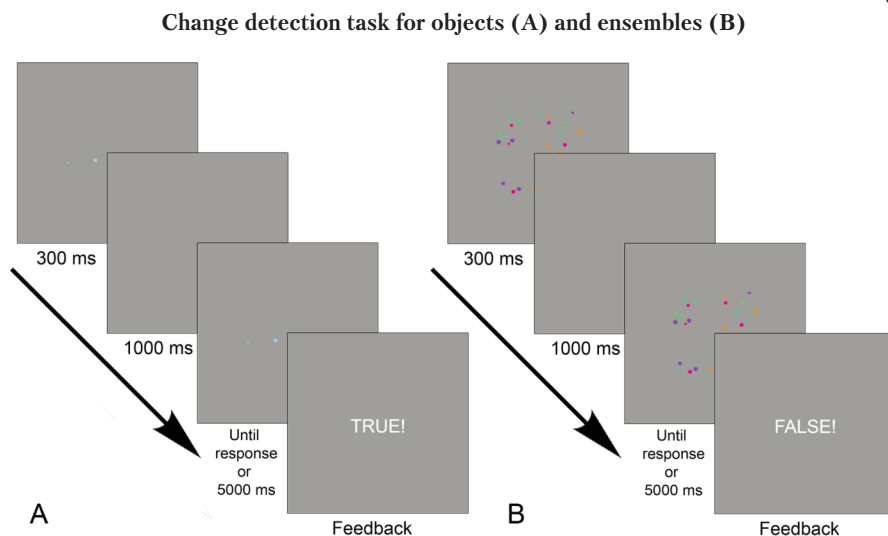 Change detection task for objects (A) and ensembles (B)
300 ms
1000 ms
Until
response
or
5000 ms
TRUE!
Feedback
A
300 ms
1000 ms
Until
response
or
5000 ms
FALSE!
Feedback
B